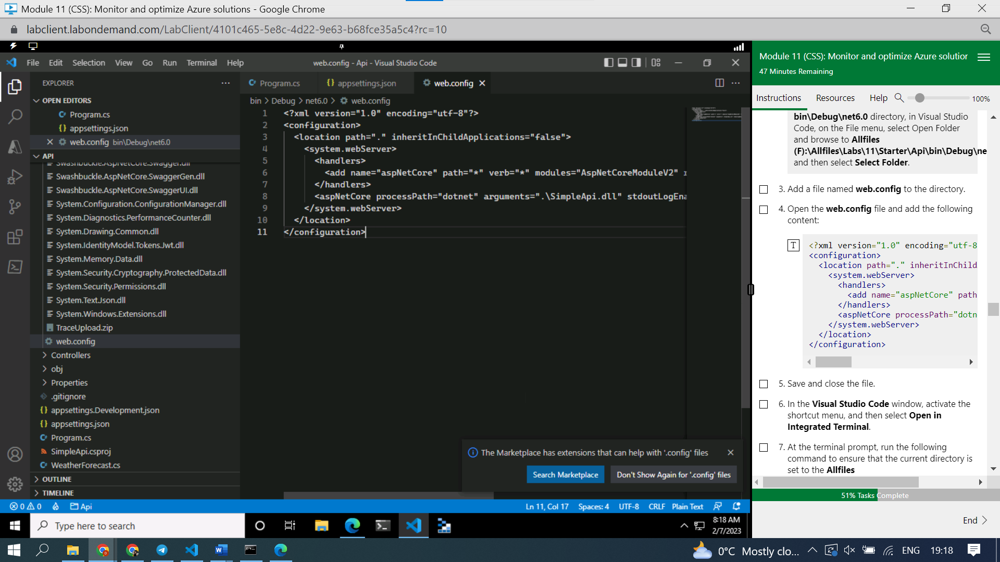 Module 11 (CSS): Monitor and optimize Azure solutions - Google Chrome
labclient.labondemand.com/LabClient/4101c465-5e8c-4d22-9e63-b68fce35a5c4?rc=10
File Edit Selection View Go Run Terminal Help
web.config - Api - Visual Studio Code
EXPLORER
OPEN EDITORS
Program.cs
appsettings.json
web.config bin\Debug\net6.0
API
Swashbuckle.AspNetCore.Swagger.dll
Swashbuckle.AspNetCore.SwaggerGen.dll
Swashbuckle.AspNetCore.SwaggerUI.dll
System.Configuration.ConfigurationManager.dll
System.Diagnostics.PerformanceCounter.dll
System.Drawing.Common.dll
System.IdentityModel.Tokens.Jwt.dll
System.Memory.Data.dll
System.Security.Cryptography.ProtectedData.dll
System.Security.Permissions.dll
System.Text.Json.dll
System.Windows.Extensions.dll
TraceUpload.zip
web.config
Controllers
obj
Properties
.gitignore
appsettings.Development.json
appsettings.json
Program.cs
SimpleApi.csproj
WeatherForecast.cs
OUTLINE
TIMELINE
Program.cs appsettings.json web.config
bin > Debug > net6.0 > web.config
1 <?xml version="1.0" encoding="utf-8"?>
2 <configuration>
3 <location path="." inheritInChildApplications="false">
4 <system.webServer>
5 <handlers>
6 <add name="aspNetCore" path="*" verb="*" modules="AspNetCoreModuleV2"
7 </handlers>
8 <aspNetCore processPath="dotnet" arguments=".\SimpleApi.dll" stdoutLogEna
9 </system.webServer>
10 </location>
11 </configuration>
The Marketplace has extensions that can help with '.config' files
Search Marketplace
Don't Show Again for '.config' files
0 0 Api
Ln 11, Col 17 Spaces: 4 UTF-8 CRLF Plain Text
Type here to search
8:18 AM
2/7/2023
Module 11 (CSS): Monitor and optimize Azure solutior
47 Minutes Remaining
Instructions Resources Help 100%
bin\Debug\net6.0 directory, in Visual Studio
Code, on the File menu, select Open Folder
and browse to Allfiles
(F):\Allfiles\Labs\11\Starter\Api\bin\Debug\ne
and then select Select Folder.
3. Add a file named web.config to the directory.
4. Open the web.config file and add the following
content:
T
<?xml version="1.0" encoding="utf-8
<configuration>
<location path="." inheritInChild
<system.webServer>
<handlers>
<add name="aspNetCore" path
</handlers>
<aspNetCore processPath="dotn
</system.webServer>
</location>
</configuration>
5. Save and close the file.
6. In the Visual Studio Code window, activate the
shortcut menu, and then select Open in
Integrated Terminal.
7. At the terminal prompt, run the following
command to ensure that the current directory is
set to the Allfiles
51% Tasks Complete
End
0°C Mostly clo... ENG 19:18